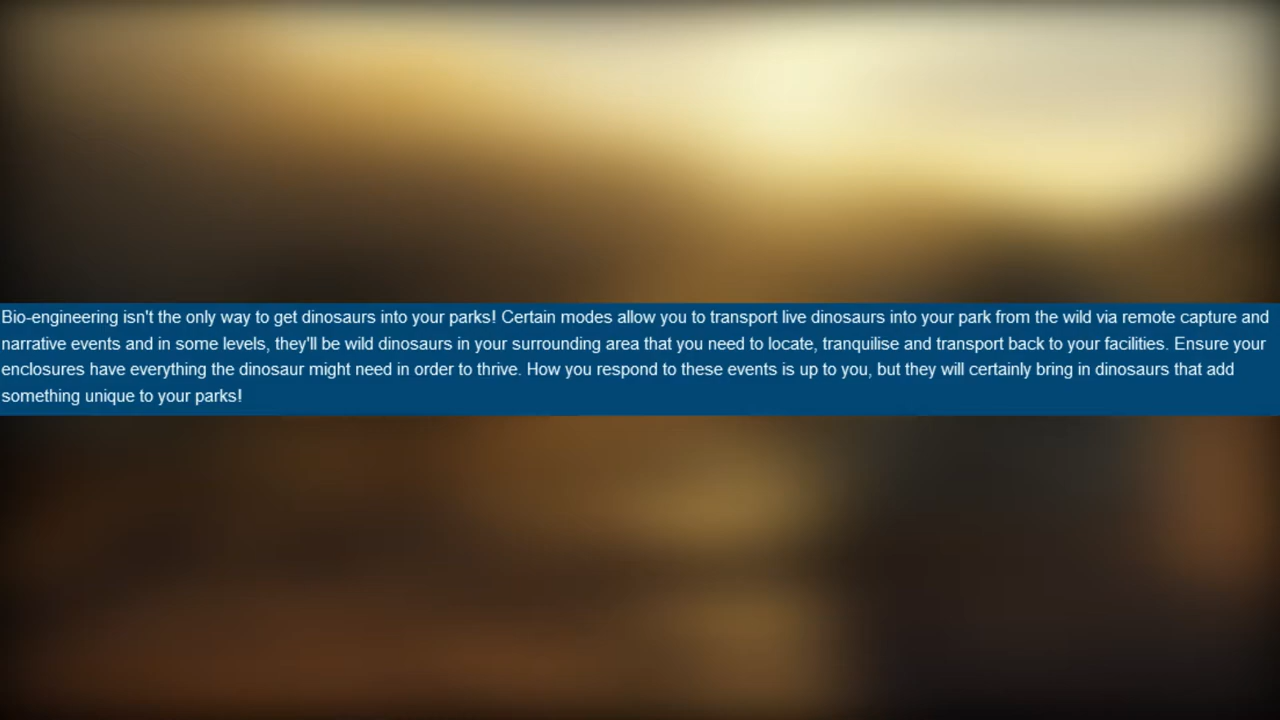 Bio-engineering isn't the only way to get dinosaurs into your parks! Certain modes allow you to transport live dinosaurs into your park from the wild via remote capture and
narrative events and in some levels, they'll be wild dinosaurs in your surrounding area that you need to locate, tranquilise and transport back to your facilities. Ensure your
enclosures have everything the dinosaur might need in order to thrive. How you respond to these events is up to you, but they will certainly bring in dinosaurs that add
something unique to your parks!